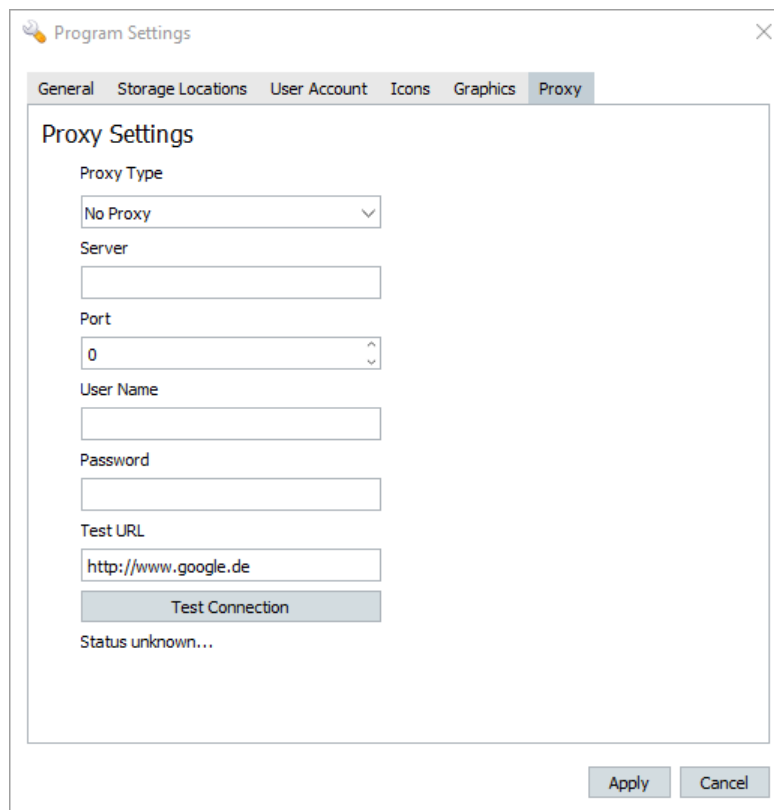 Program Settings
General Storage Locations User Account Icons Graphics Proxy
Proxy Settings
Proxy Type
No Proxy
Server
Port
0
User Name
Password
Test URL
http://www.google.de
Test Connection
Status unknown...
Apply Cancel